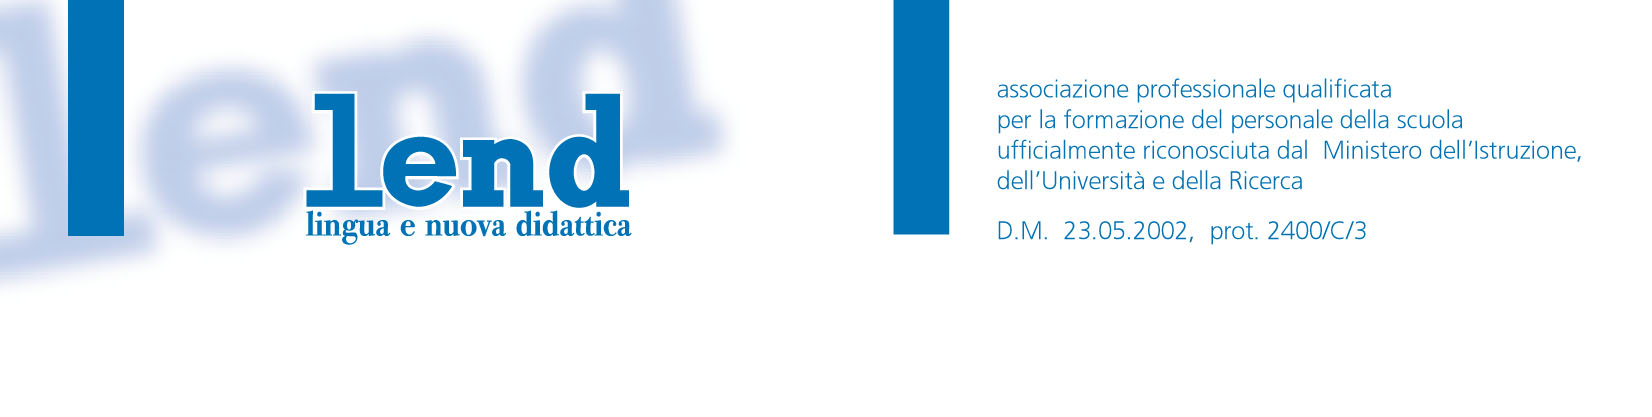 lend
lend
lingua e nuova didattica
associazione professionale qualificata
per la formazione del personale della scuola
ufficialmente riconosciuta dal Ministero dell'Istruzione,
dell'Università e della Ricerca
D.M. 23.05.2002, prot. 2400/C/3